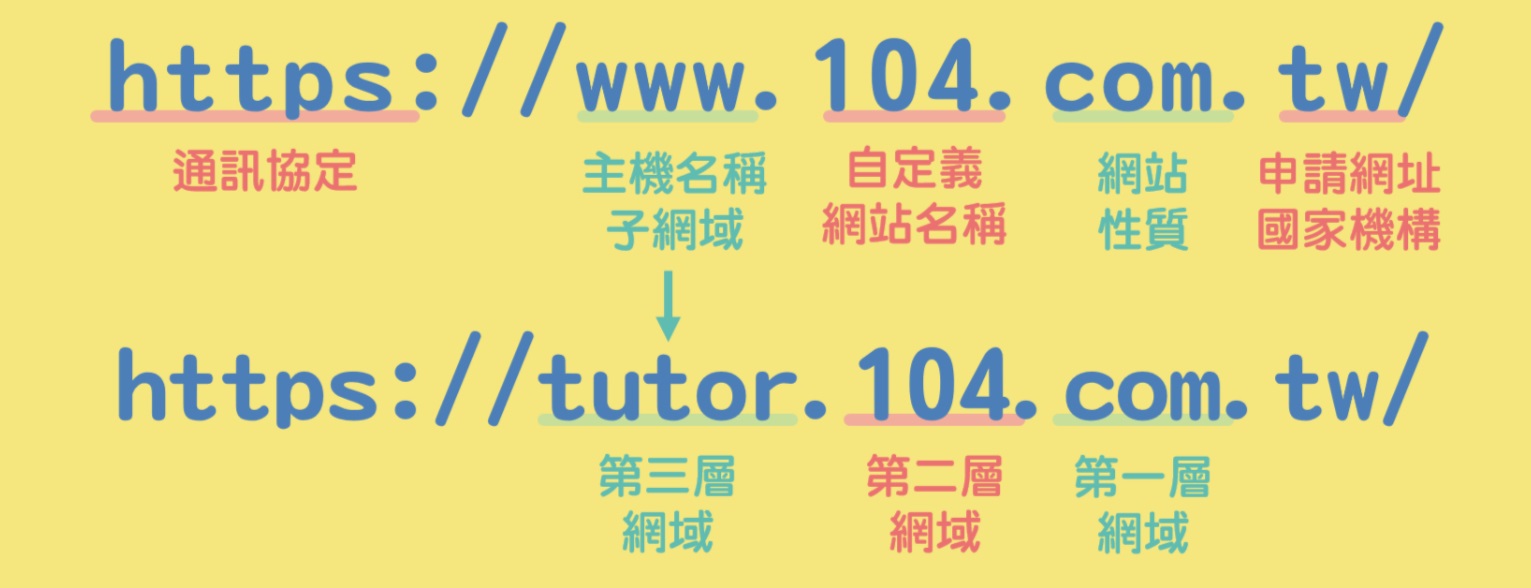 https://www.104.com.tw/
通訊協定 主機名稱 自定義 網站 申請網址
子網域 網站名稱 性質 國家機構
https://tutor.104.com.tw/
第三層 第二層 第一層
網域 網域 網域